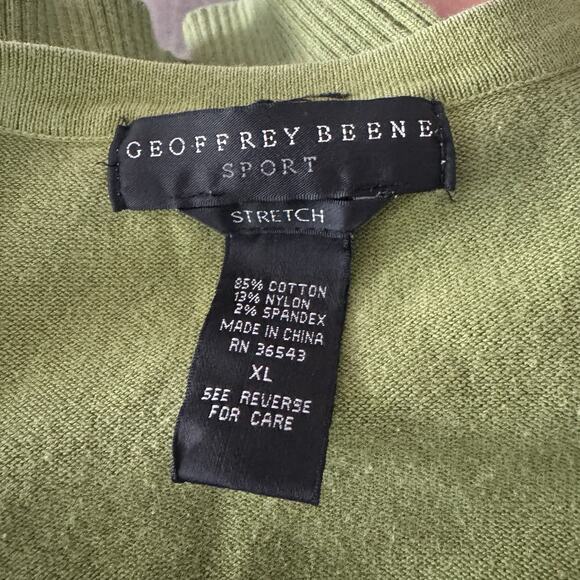 GEOFFREY BEENE
SPORT
STRETCH
85% COTTON
13% NYLON
2% SPANDEX
MADE IN CHINA
RN 36543
XL
SEE REVERSE
FOR CARE